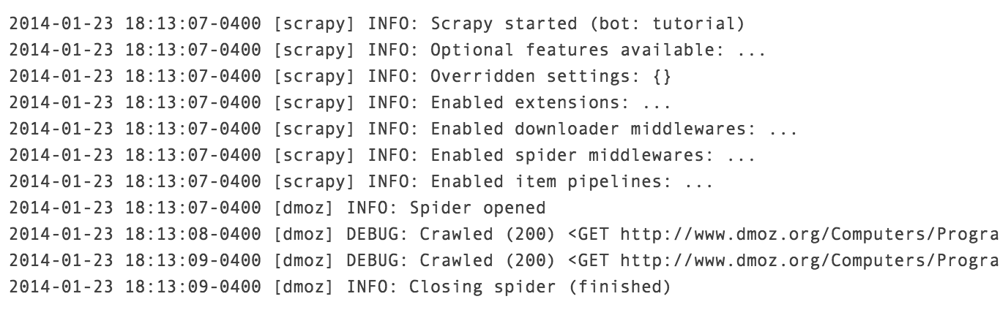 2014-01-23 18:13:07-0400 [scrapy] INFO: Scrapy started (bot: tutorial)
2014-01-23 18:13:07-0400 [scrapy] INFO: Optional features available: ...
2014-01-23 18:13:07-0400 [scrapy] INFO: Overridden settings: {}
2014-01-23 18:13:07-0400 [scrapy] INFO: Enabled extensions: ...
2014-01-23 18:13:07-0400 [scrapy] INFO: Enabled downloader middlewares: ...
2014-01-23 18:13:07-0400 [scrapy] INFO: Enabled spider middlewares: ...
2014-01-23 18:13:07-0400 [scrapy] INFO: Enabled item pipelines: ...
2014-01-23 18:13:07-0400 [dmoz] INFO: Spider opened
2014-01-23 18:13:08-0400 [dmoz] DEBUG: Crawled (200) <GET http://www.dmoz.org/Computers/Progra
2014-01-23 18:13:09-0400 [dmoz] DEBUG: Crawled (200) <GET http://www.dmoz.org/Computers/Progra
2014-01-23 18:13:09-0400 [dmoz] INFO: Closing spider (finished)